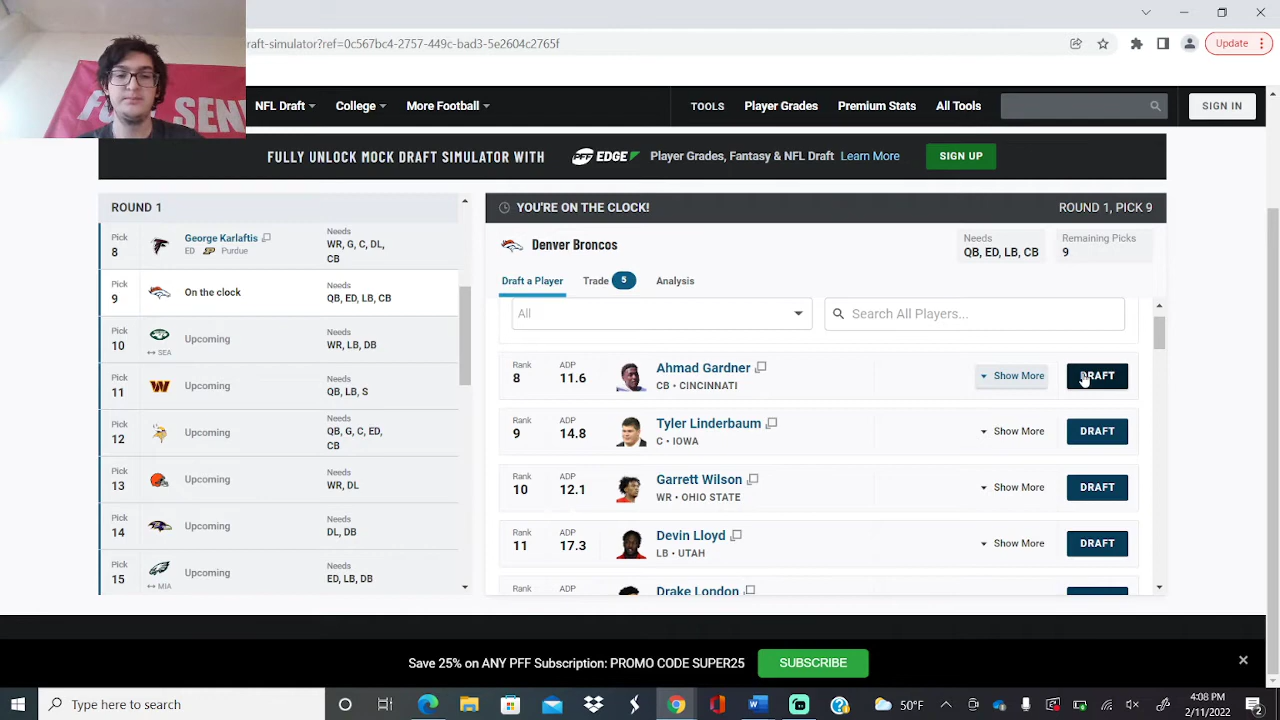 raft-simulator?ref=0c567bc4-2757-449c-bad3-5e2604c2765f
Update
F SEN
NFL Draft College More Football TOOLS Player Grades Premium Stats All Tools SIGN IN
FULLY UNLOCK MOCK DRAFT SIMULATOR WITH PFF EDGE Player Grades, Fantasy & NFL Draft Learn More SIGN UP
ROUND 1
Pick
8
George Karlaftis
ED Purdue
Needs
WR, G, C, DL,
CB
Pick
9
On the clock
Needs
QB, ED, LB, CB
Pick
10
SEA
Upcoming
Needs
WR, LB, DB
Pick
11
Upcoming
Needs
QB, LB, S
Pick
12
Upcoming
Needs
QB, G, C, ED,
CB
Pick
13
Upcoming
Needs
WR, DL
Pick
14
Upcoming
Needs
DL, DB
Pick
15
MIA
Upcoming
Needs
ED, LB, DB
YOU'RE ON THE CLOCK! ROUND 1, PICK 9
Denver Broncos
Needs
QB, ED, LB, CB
Remaining Picks
9
Draft a Player Trade 5 Analysis
All Search All Players...
Rank
8
ADP
11.6
Ahmad Gardner
CB • CINCINNATI
Show More DRAFT
Rank
9
ADP
14.8
Tyler Linderbaum
C • IOWA
Show More DRAFT
Rank
10
ADP
12.1
Garrett Wilson
WR • OHIO STATE
Show More DRAFT
Rank
11
ADP
17.3
Devin Lloyd
LB • UTAH
Show More DRAFT
Rank ADP Drake London
Save 25% on ANY PFF Subscription: PROMO CODE SUPER25 SUBSCRIBE
Type here to search
50°F
4:08 PM
2/11/2022
2